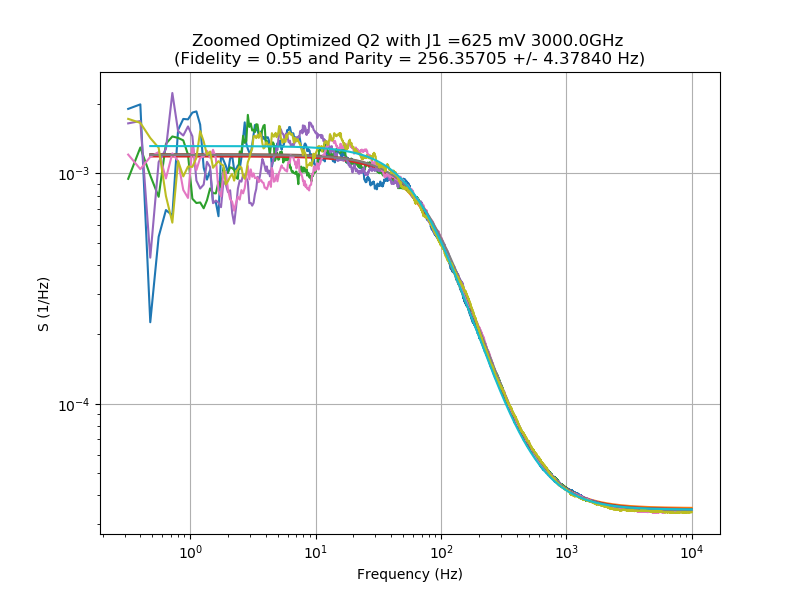 Zoomed Optimized Q2 with J1 =625 mV 3000.0GHz
(Fidelity = 0.55 and Parity = 256.35705 +/- 4.37840 Hz)
S (1/Hz)
10⁻³
10⁻⁴
10⁰ 10¹ 10² 10³ 10⁴
Frequency (Hz)